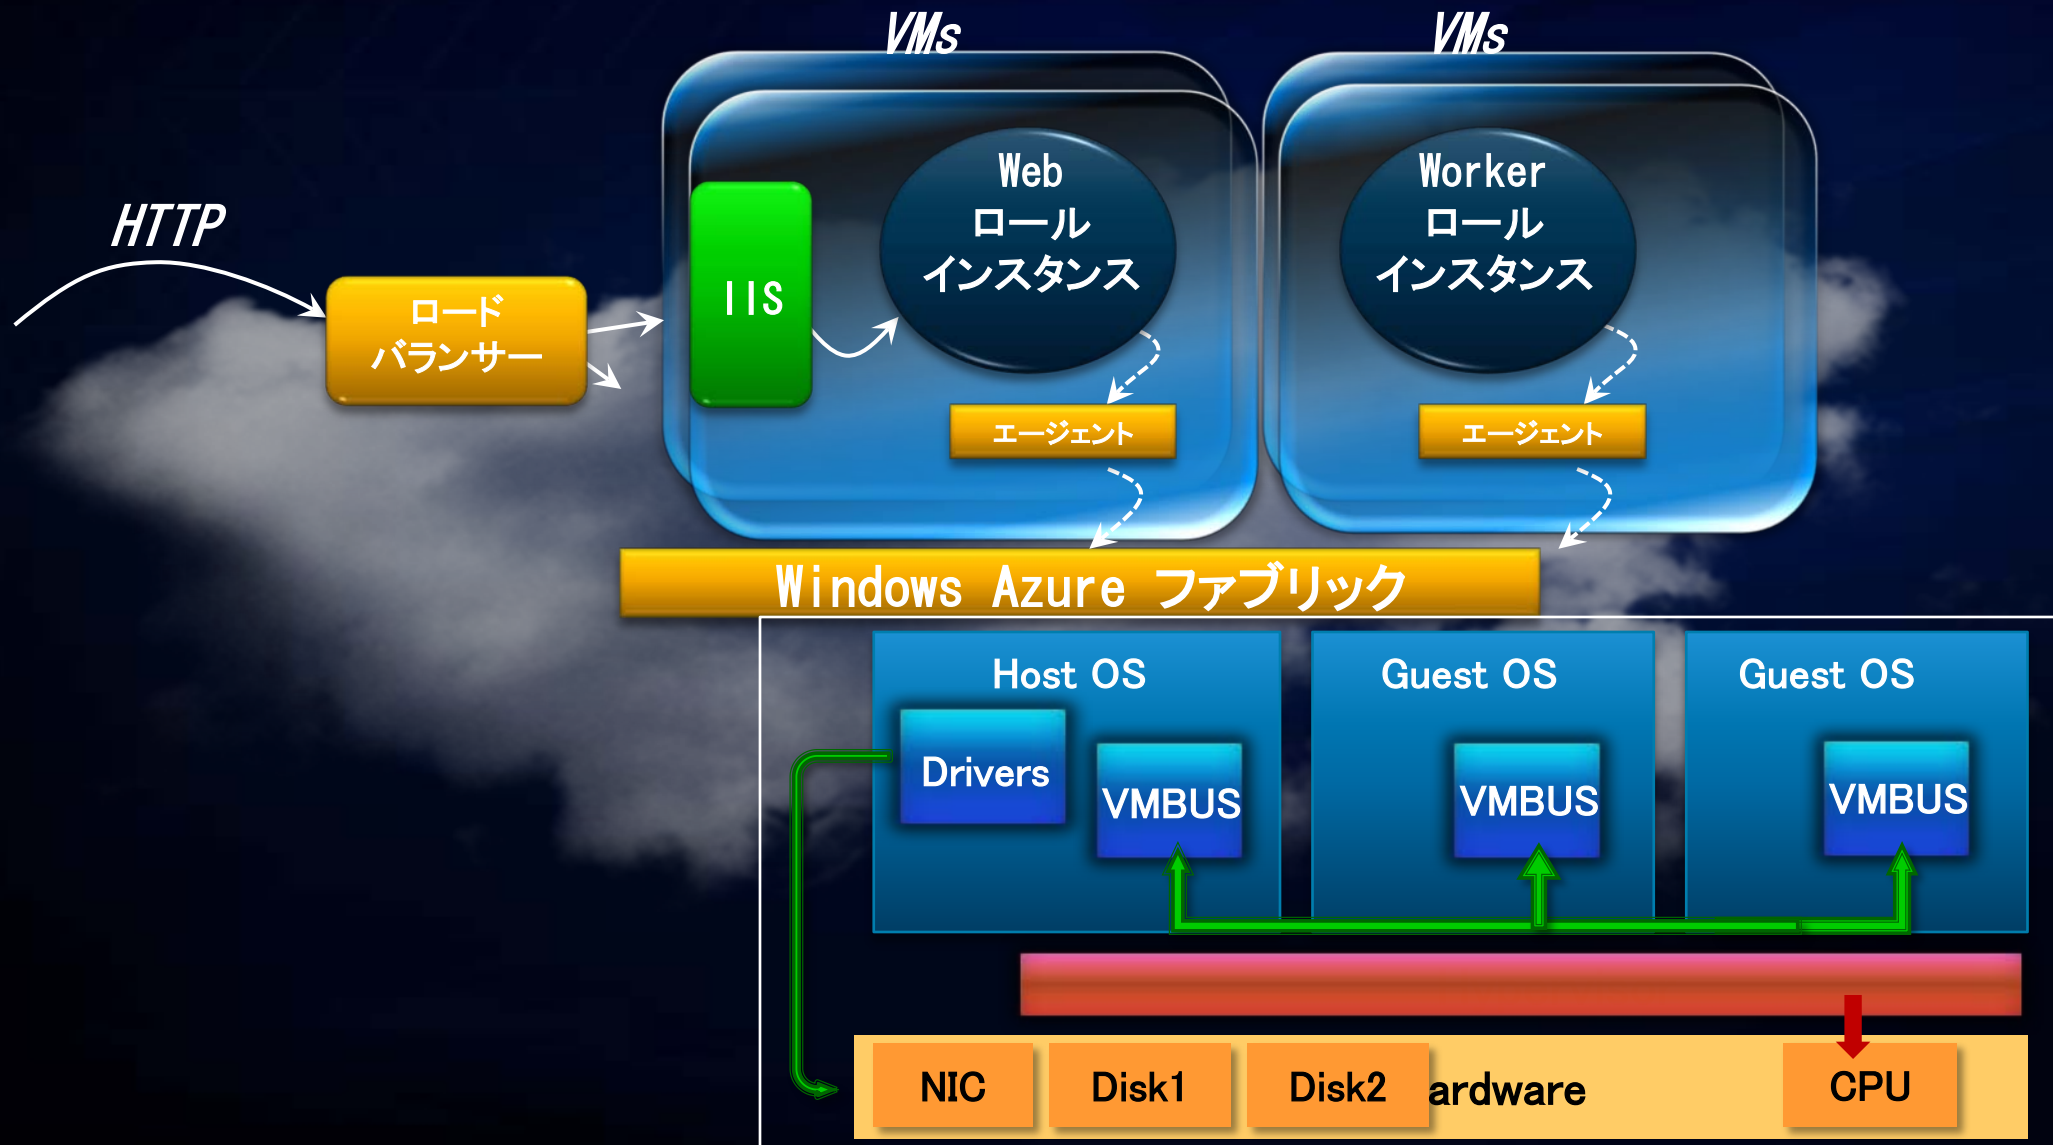 VMs
VMs
HTTP
ロード
バランサー
IIS
Web
ロール
インスタンス
エージェント
Worker
ロール
インスタンス
エージェント
Windows Azure ファブリック
Host OS
Drivers
VMBUS
Guest OS
VMBUS
Guest OS
VMBUS
NIC
Disk1
Disk2
ardware
CPU